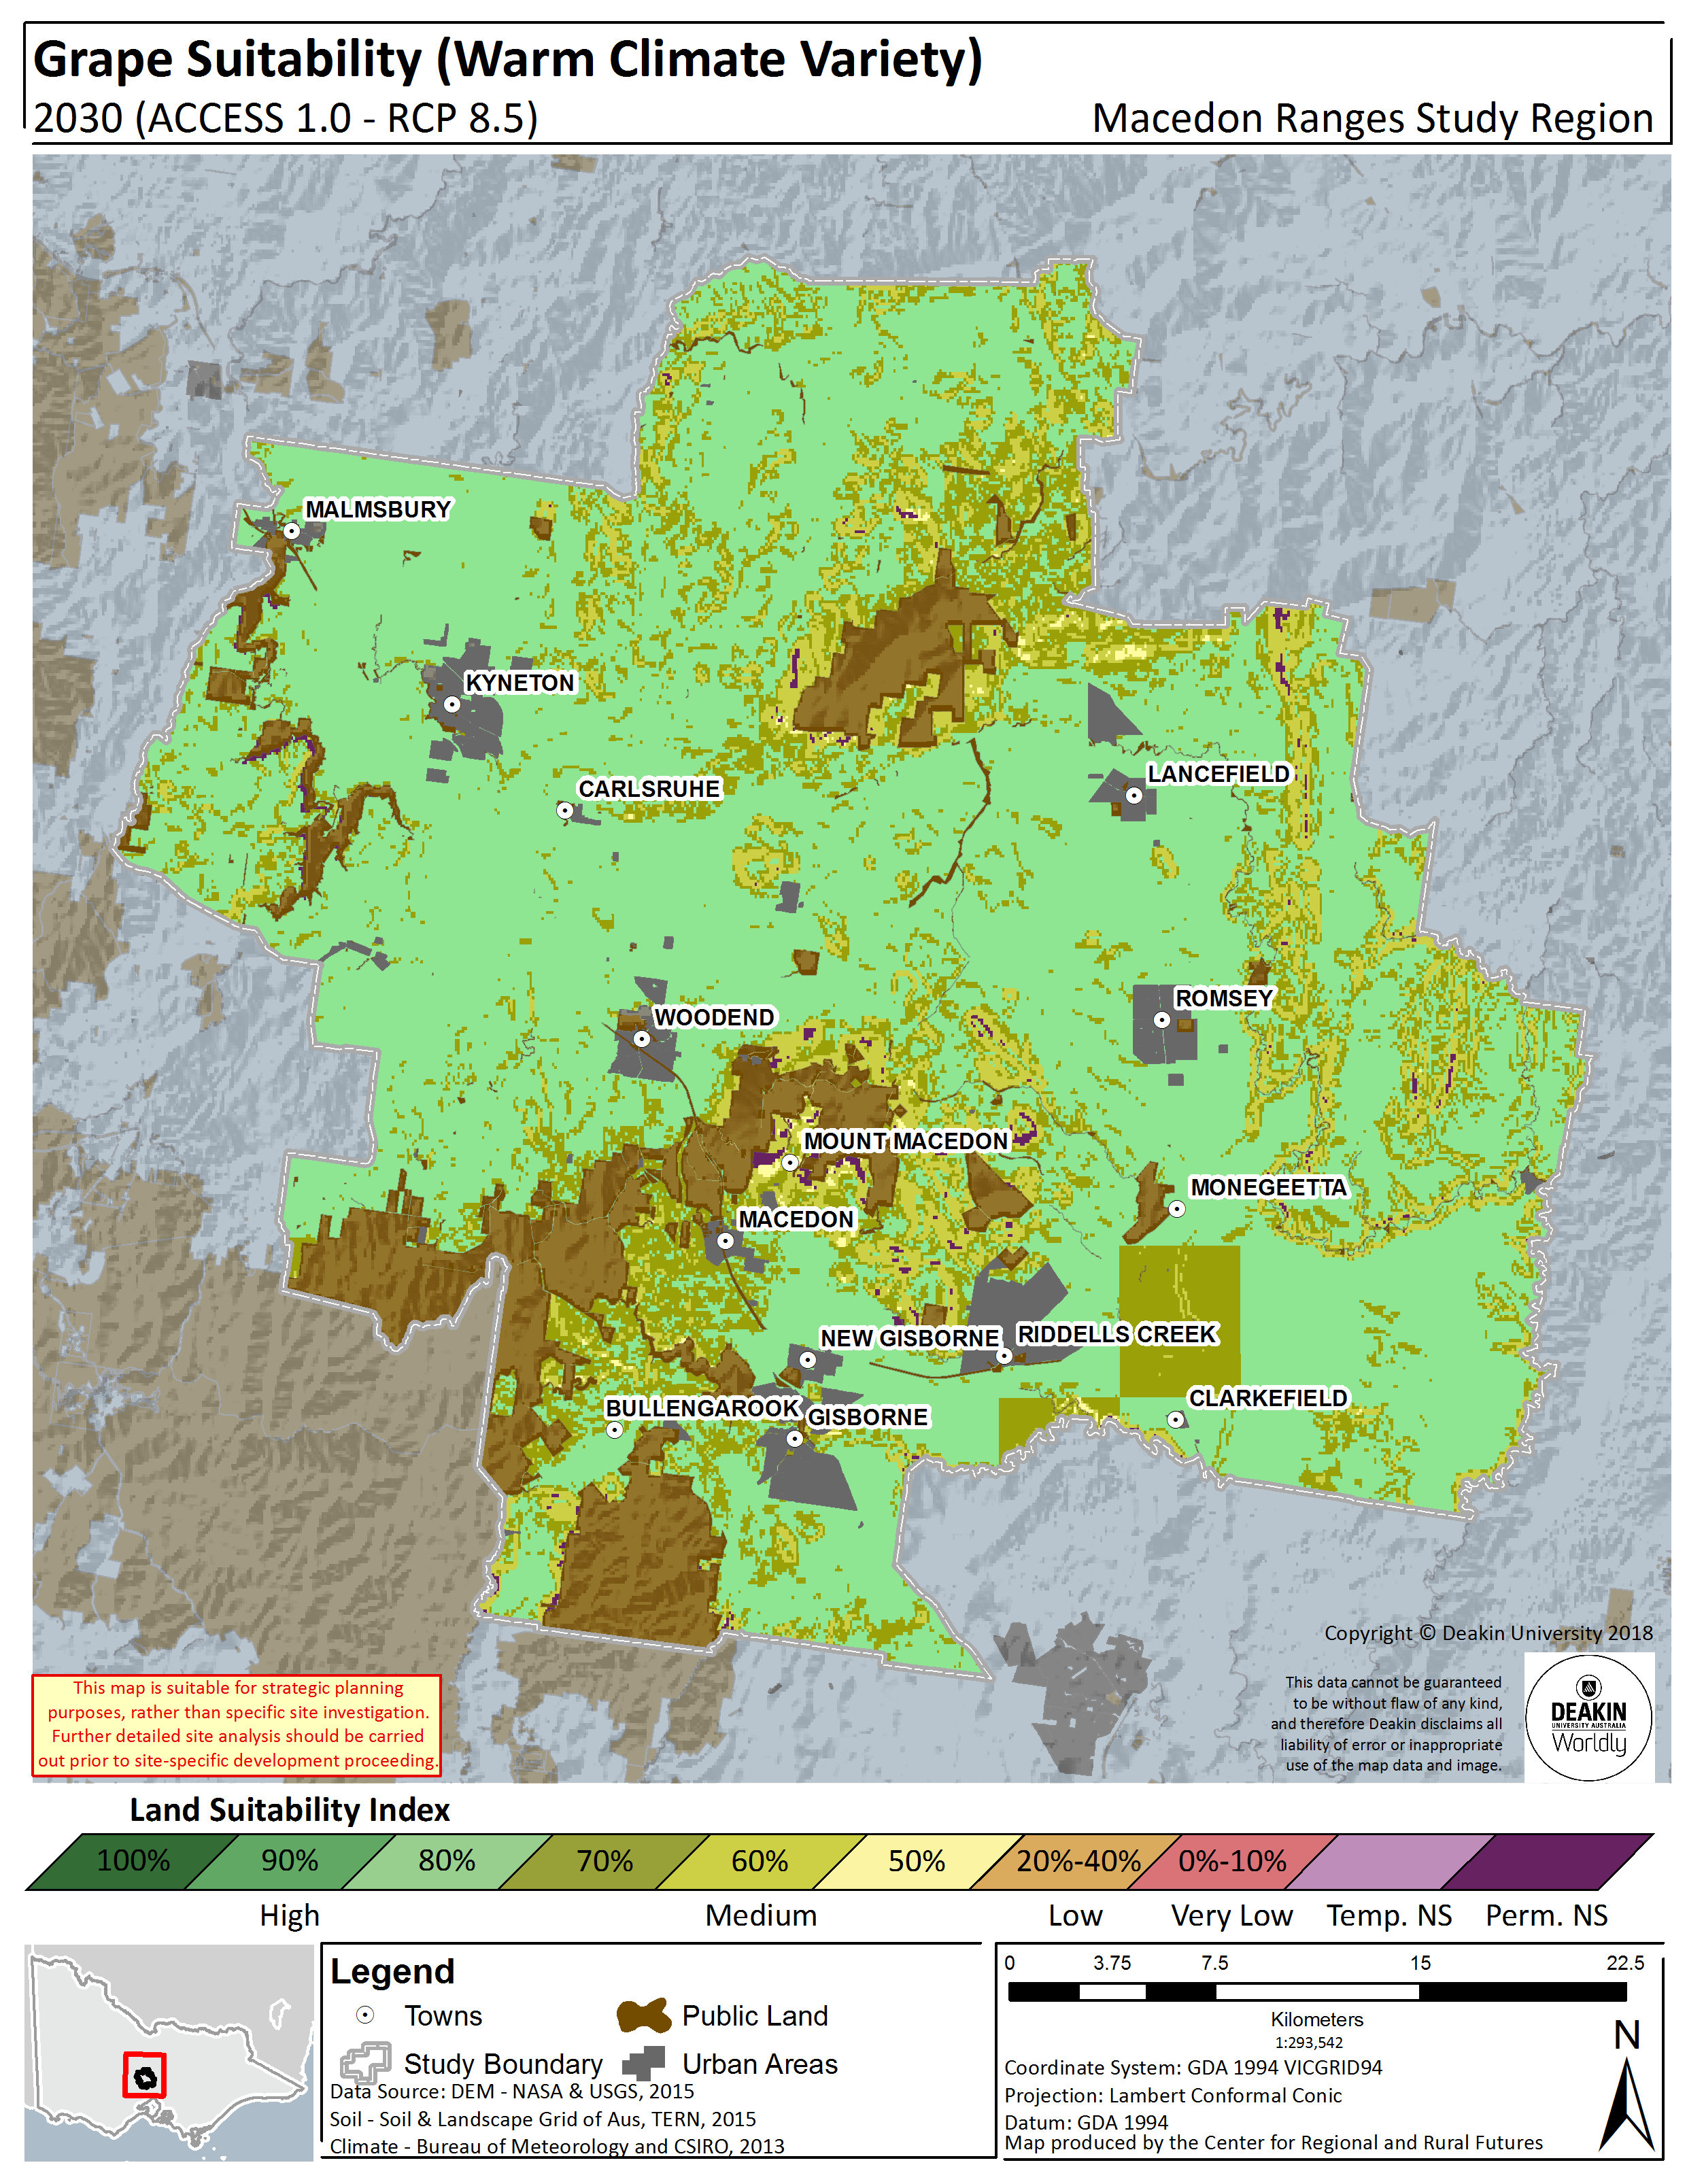 Grape Suitability (Warm Climate Variety)
2030 (ACCESS 1.0 - RCP 8.5)
Macedon Ranges Study Region
MALMSBURY
KYNETON
CARLSRUHE
LANCEFIELD
ROMSEY
WOODEND
MOUNT MACEDON
MONEGEETTA
MACEDON
NEW GISBORNE
RIDDELLS CREEK
CLARKEFIELD
BULLENGAROOK
GISBORNE
Copyright © Deakin University 2018
This map is suitable for strategic planning
purposes, rather than specific site investigation.
Further detailed site analysis should be carried
out prior to site-specific development proceeding.
This data cannot be guaranteed
to be without flaw of any kind,
and therefore Deakin disclaims all
liability of error or inappropriate
use of the map data and image.
DEAKIN
UNIVERSITY AUSTRALIA
Worldly
Land Suitability Index
100% 90% 80% 70% 60% 50% 20%-40% 0%-10%
High Medium Low Very Low Temp. NS Perm. NS
Legend
Towns
Public Land
Study Boundary
Urban Areas
Data Source: DEM - NASA & USGS, 2015
Soil - Soil & Landscape Grid of Aus, TERN, 2015
Climate - Bureau of Meteorology and CSIRO, 2013
0 3.75 7.5 15 22.5
Kilometers
1:293,542
N
Coordinate System: GDA 1994 VICGRID94
Projection: Lambert Conformal Conic
Datum: GDA 1994
Map produced by the Center for Regional and Rural Futures